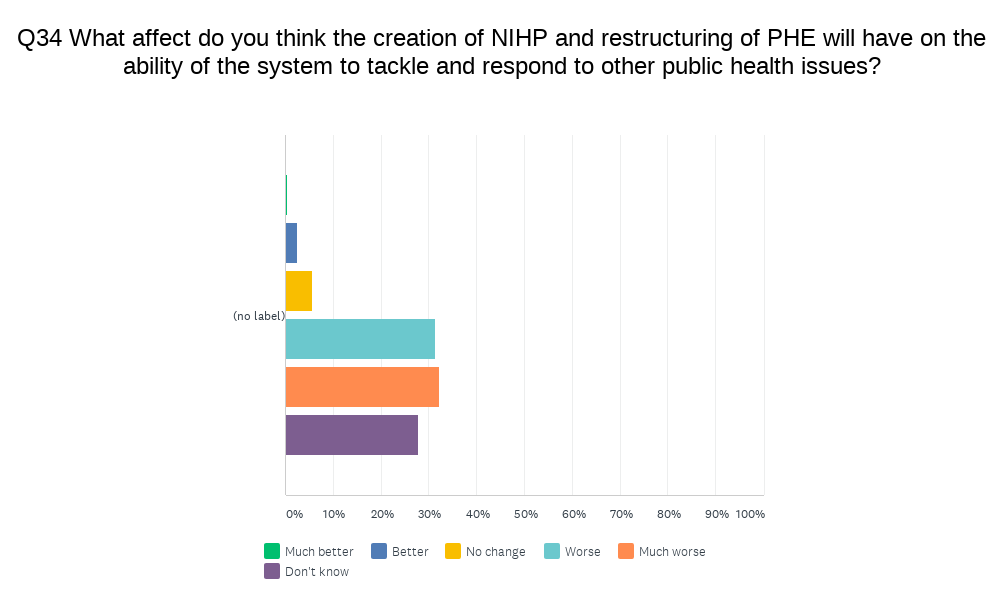 Q34 What affect do you think the creation of NIHP and restructuring of PHE will have on the
ability of the system to tackle and respond to other public health issues?
(no label)
0% 10% 20% 30% 40% 50% 60% 70% 80% 90% 100%
Much better Better No change Worse Much worse
Don't know